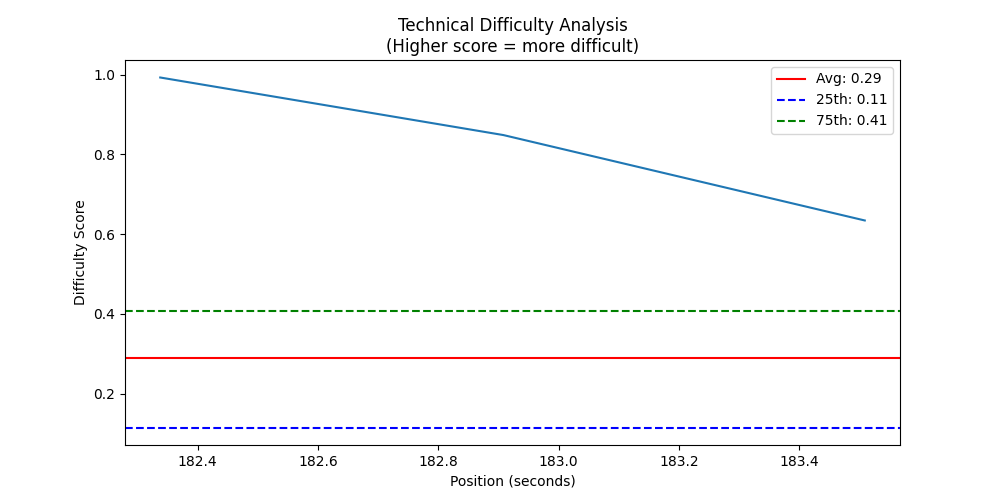 Technical Difficulty Analysis
(Higher score = more difficult)
Avg: 0.29
25th: 0.11
75th: 0.41
Difficulty Score
1.0
0.8
0.6
0.4
0.2
182.4 182.6 182.8 183.0 183.2 183.4
Position (seconds)